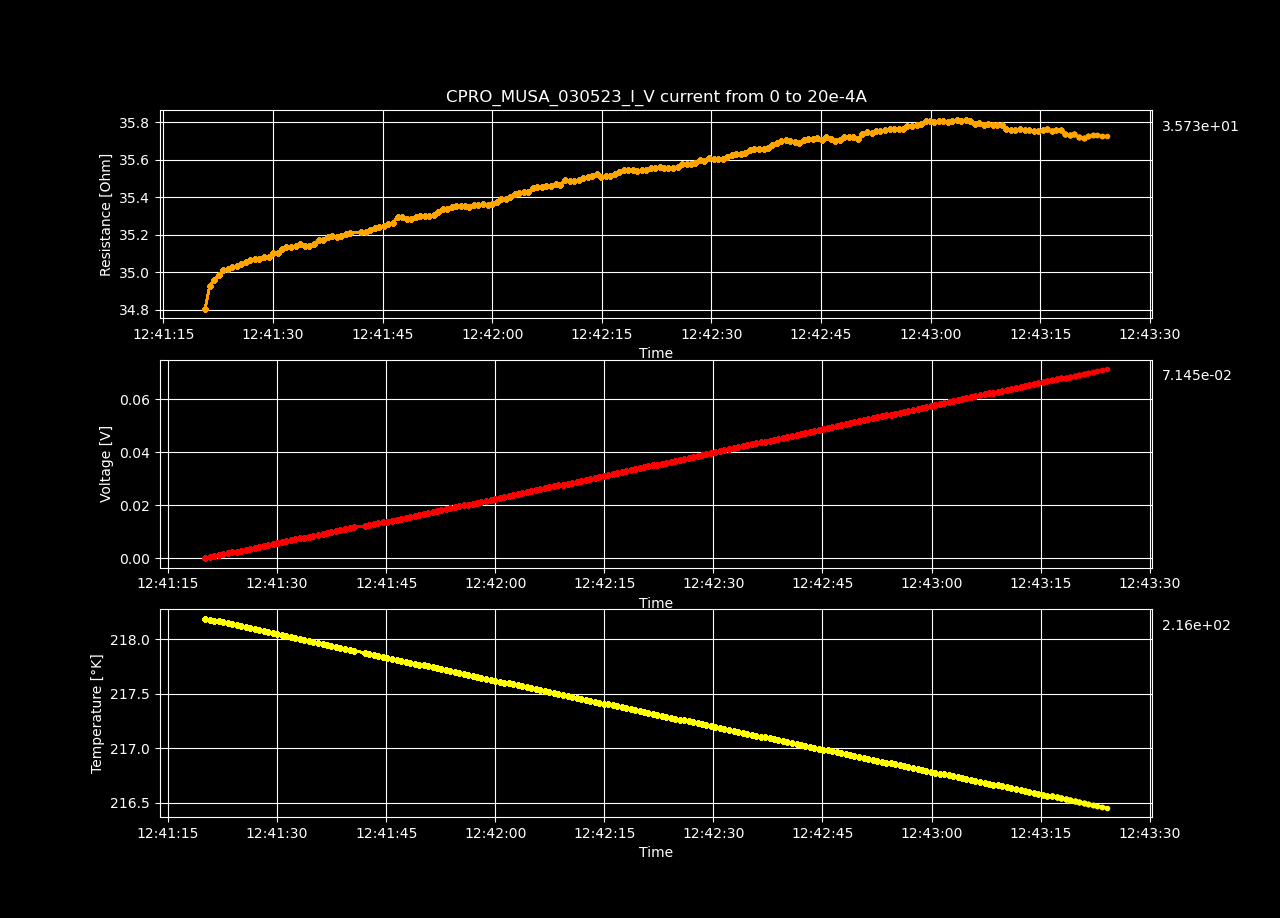 CPRO_MUSA_030523_I_V current from 0 to 20e-4A
35.8
35.6
35.4
35.2
35.0
34.8
Resistance [Ohm]
3.573e+01
12:41:15 12:41:30 12:41:45 12:42:00 12:42:15 12:42:30 12:42:45 12:43:00 12:43:15 12:43:30
Time
0.06
0.04
0.02
0.00
Voltage [V]
7.145e-02
12:41:15 12:41:30 12:41:45 12:42:00 12:42:15 12:42:30 12:42:45 12:43:00 12:43:15 12:43:30
Time
218.0
217.5
217.0
216.5
Temperature [°K]
2.16e+02
12:41:15 12:41:30 12:41:45 12:42:00 12:42:15 12:42:30 12:42:45 12:43:00 12:43:15 12:43:30
Time